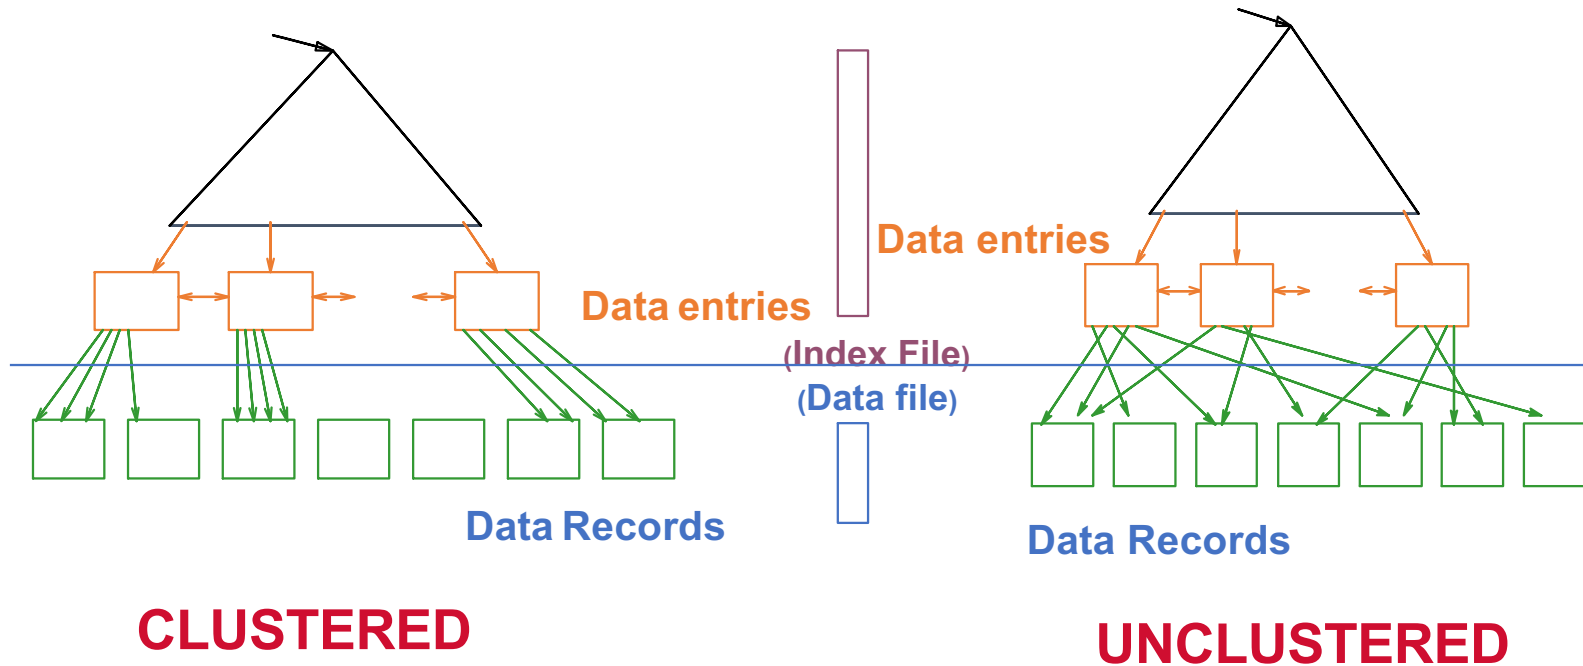 Data entries
Data entries
(Index File)
(Data file)
Data Records
Data Records
CLUSTERED
UNCLUSTERED